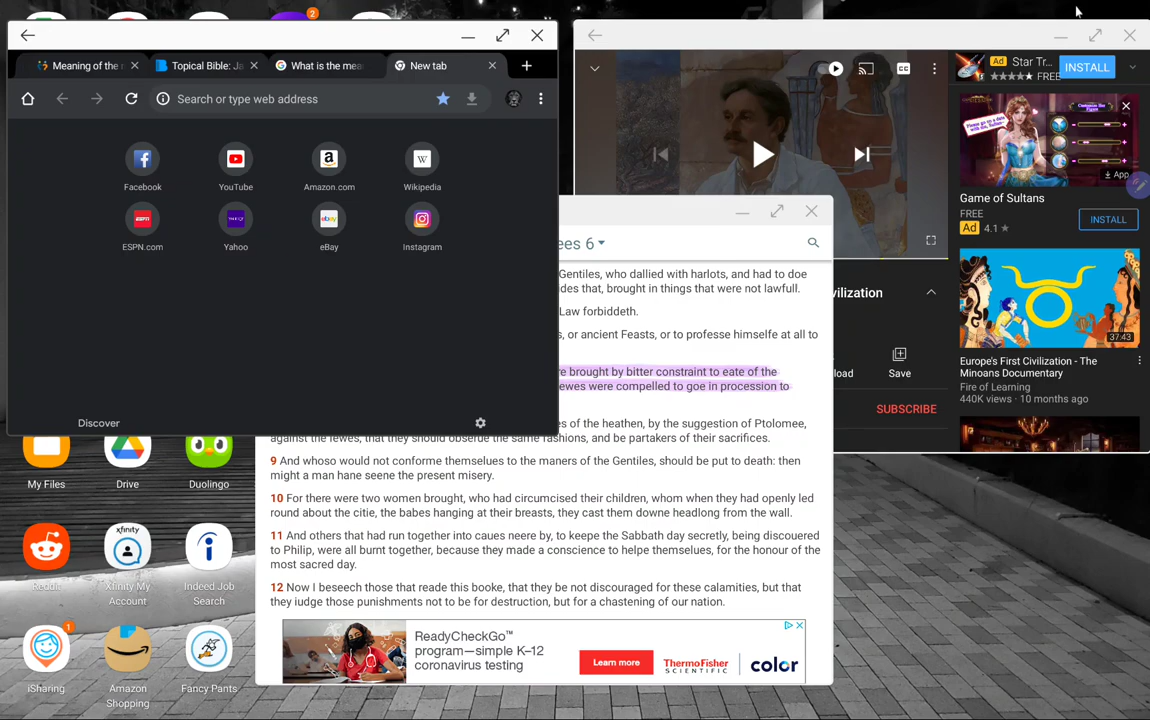 2
Meaning of the
Topical Bible: Ja
What is the mea
New tab
Search or type web address
Facebook
YouTube
Amazon.com
Wikipedia
ESPN.com
Yahoo
eBay
Instagram
Discover
CC
Ad Star Tr...
FREE
INSTALL
App
Game of Sultans
FREE
Ad 4.1
INSTALL
37:43
Europe's First Civilization - The
Minoans Documentary
Fire of Learning
440K views · 10 months ago
ilization
load
Save
SUBSCRIBE
ees 6
Gentiles, who dallied with harlots, and had to doe
ides that, brought in things that were not lawfull.
Law forbiddeth.
s, or ancient Feasts, or to professe himselfe at all to
re brought by bitter constraint to eate of the
ewes were compelled to goe in procession to
es of the heathen, by the suggestion of Ptolomee,
against the Iewes, that they should obserue the same fashions, and be partakers of their sacrifices.
9 And whoso would not conforme themselues to the maners of the Gentiles, should be put to death: then
might a man hane seene the present misery.
10 For there were two women brought, who had circumcised their children, whom when they had openly led
round about the citie, the babes hanging at their breasts, they cast them downe headlong from the wall.
11 And others that had run together into caues neere by, to keepe the Sabbath day secretly, being discouered
to Philip, were all burnt together, because they made a conscience to helpe themselues, for the honour of the
most sacred day.
12 Now I beseech those that reade this booke, that they be not discouraged for these calamities, but that
they iudge those punishments not to be for destruction, but for a chastening of our nation.
ReadyCheckGo™
program—simple K–12
coronavirus testing
Learn more
ThermoFisher
SCIENTIFIC
color
My Files
Drive
Duolingo
Reddit
xfinity
Xfinity My
Account
Indeed Job
Search
1
iSharing
Amazon
Shopping
Fancy Pants